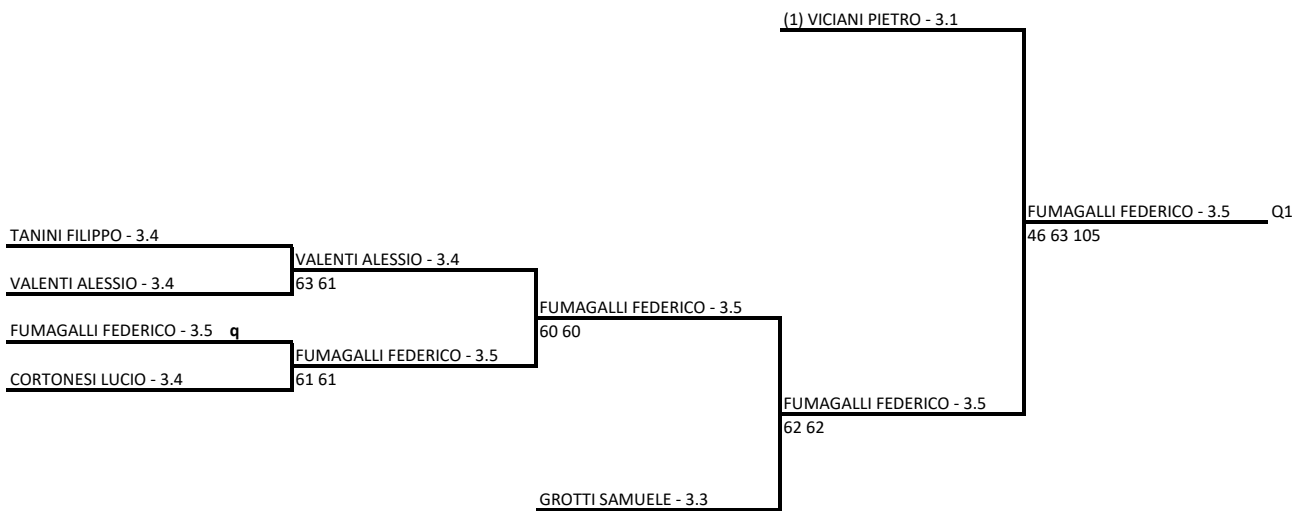 (1) VICIANI PIETRO - 3.1
FUMAGALLI FEDERICO - 3.5 Q1
TANINI FILIPPO - 3.4
46 63 105
VALENTI ALESSIO - 3.4
VALENTI ALESSIO - 3.4
63 61
FUMAGALLI FEDERICO - 3.5
FUMAGALLI FEDERICO - 3.5 q
60 60
FUMAGALLI FEDERICO - 3.5
CORTONESI LUCIO - 3.4
61 61
FUMAGALLI FEDERICO - 3.5
62 62
GROTTI SAMUELE - 3.3